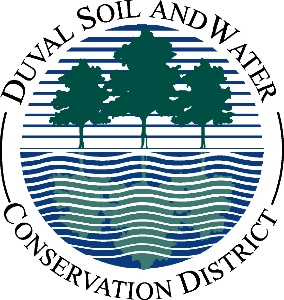 DUVAL SOIL AND WATER
CONSERVATION DISTRICT